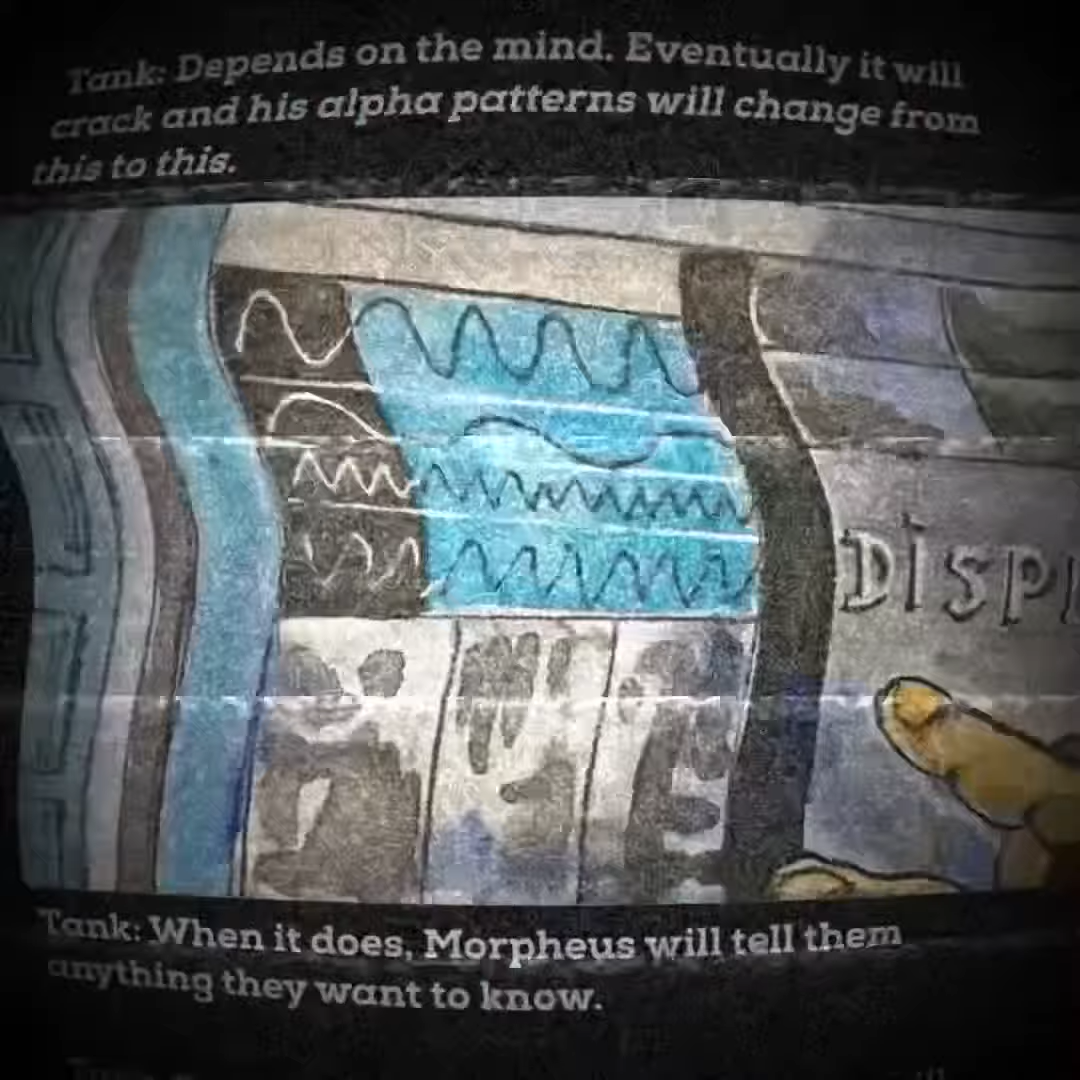 Tank: Depends on the mind. Eventually it will
crack and his alpha patterns will change from
this to this.
DISPL
Tank: When it does, Morpheus will tell them
anything they want to know.